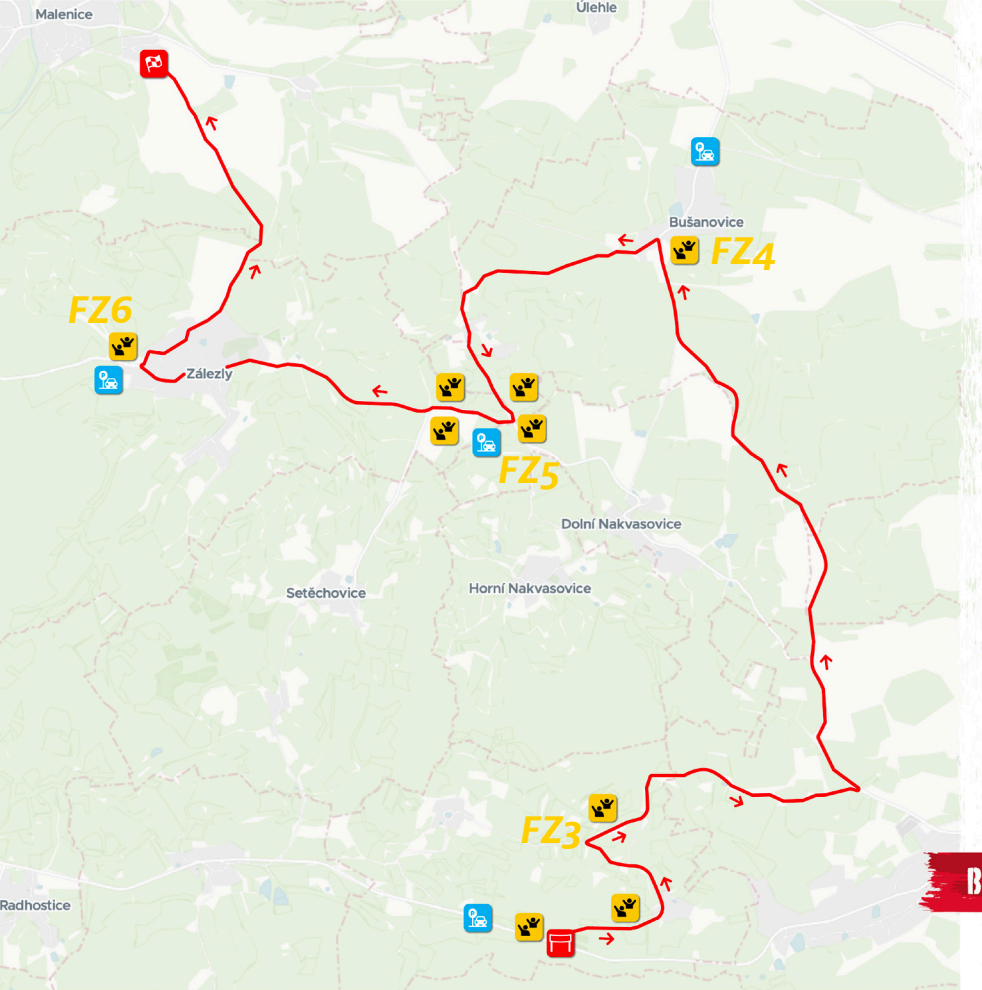 Malenice
Úlehle
Bušanovice
FZ4
FZ6
Zálezly
FZ5
Dolní Nakvasovice
Setěchovice
Horní Nakvasovice
FZ3
B
Radhostice